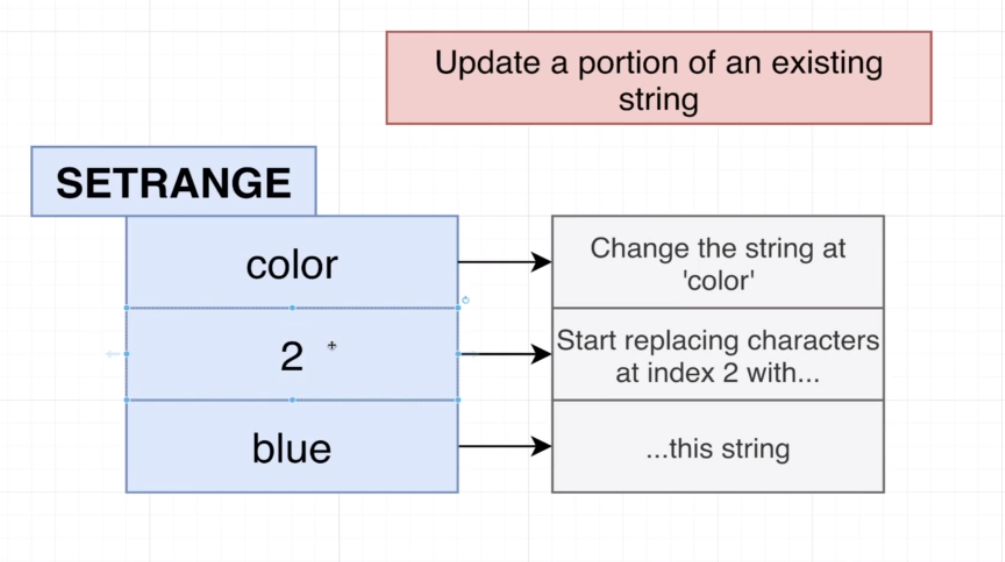 Update a portion of an existing
string
SETRANGE
color
Change the string at
'color'
2
Start replacing characters
at index 2 with...
blue
...this string